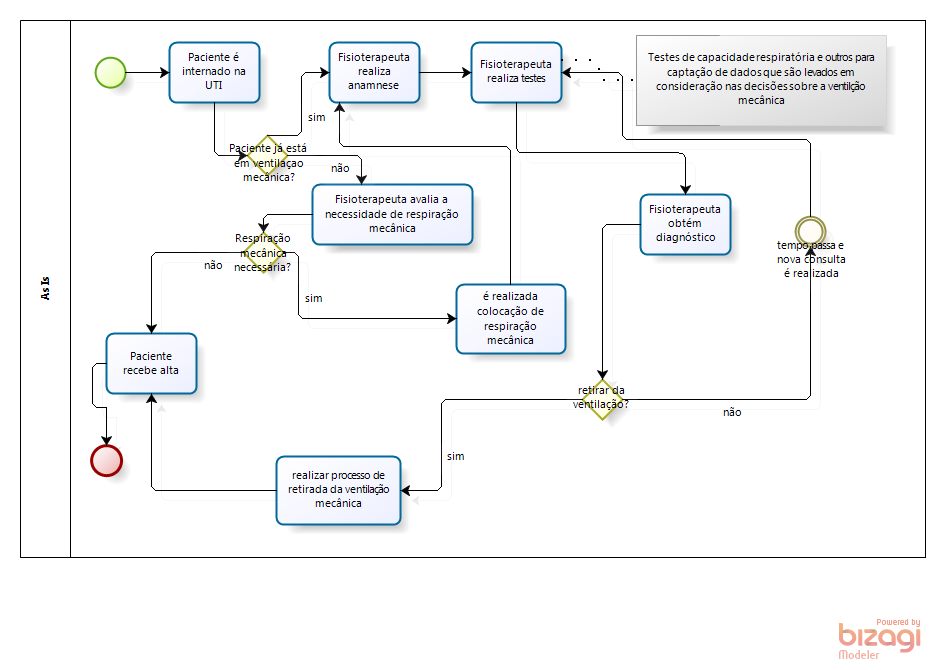 As Is
Paciente é
internado na
UTI
Fisioterapeuta
realiza
anamnese
Fisioterapeuta
realiza testes
Testes de capacidade respiratória e outros para
captação de dados que são levados em
consideração nas decisões sobre a ventilção
mecânica
sim
Paciente já está
em ventilaçao
mecânica?
não
Fisioterapeuta avalia a
necessidade de respiração
mecânica
Fisioterapeuta
obtém
diagnóstico
Respiração
mecânica
necessária?
não
sim
tempo passa e
nova consulta
é realizada
é realizada
colocação de
respiração
mecânica
Paciente
recebe alta
retirar da
ventilação?
não
sim
realizar processo de
retirada da ventilação
mecânica
Powered by
bizagi
Modeler